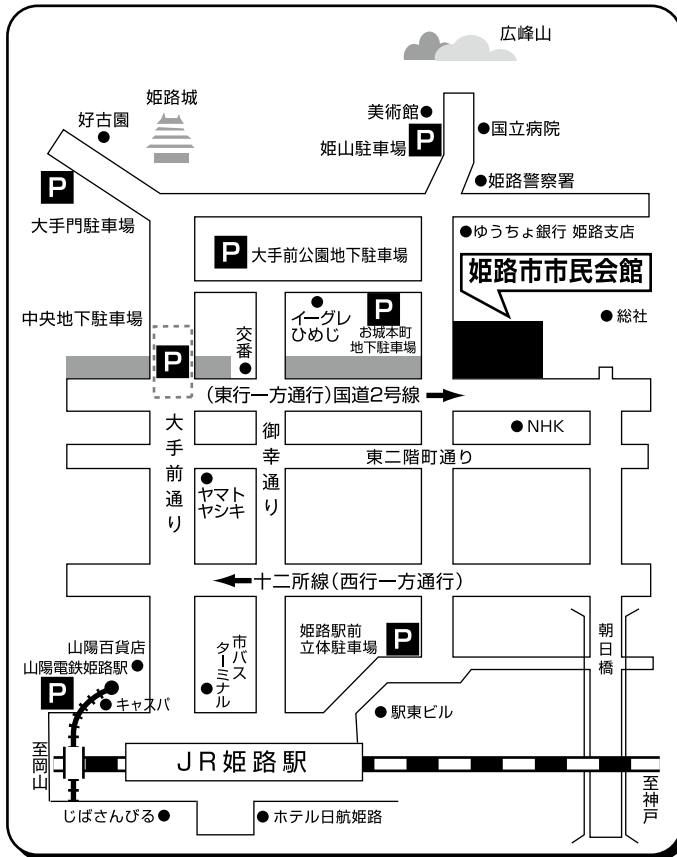 広峰山
姫路城
好古園
美術館
P
姫山駐車場
国立病院
姫路警察署
P
大手門駐車場
ゆうちょ銀行 姫路支店
P
大手前公園地下駐車場
姫路市市民会館
中央地下駐車場
P
交番
イーグレ
ひめじ
P
お城本町
地下駐車場
総社
(東行一方通行)国道2号線
大手前通り
御幸通り
NHK
東二階町通り
ヤマト
ヤシキ
十二所線(西行一方通行)
山陽百貨店
山陽電鉄姫路駅
P
キャスパ
市バス
ターミナル
姫路駅前
立体駐車場
P
朝日橋
駅東ビル
至岡山
JR姫路駅
至神戸
じばさんびる
ホテル日航姫路